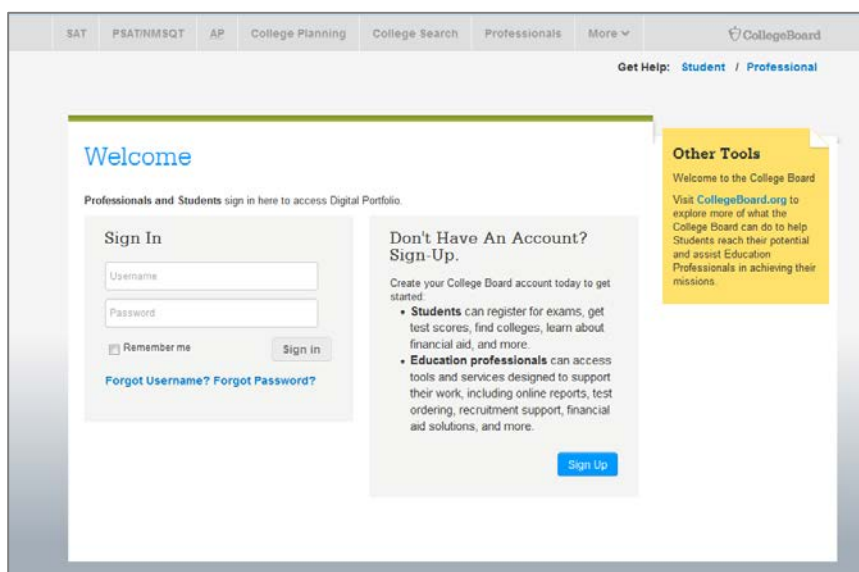 SAT PSAT/NMSQT AP College Planning College Search Professionals More CollegeBoard
Get Help: Student / Professional
Welcome
Professionals and Students sign in here to access Digital Portfolio.
Sign In
Username
Password
Remember me
Sign in
Forgot Username? Forgot Password?
Don't Have An Account?
Sign-Up.
Create your College Board account today to get
started:
• Students can register for exams, get
test scores, find colleges, learn about
financial aid, and more.
• Education professionals can access
tools and services designed to support
their work, including online reports, test
ordering, recruitment support, financial
aid solutions, and more.
Sign Up
Other Tools
Welcome to the College Board
Visit CollegeBoard.org to
explore more of what the
College Board can do to help
Students reach their potential
and assist Education
Professionals in achieving their
missions.